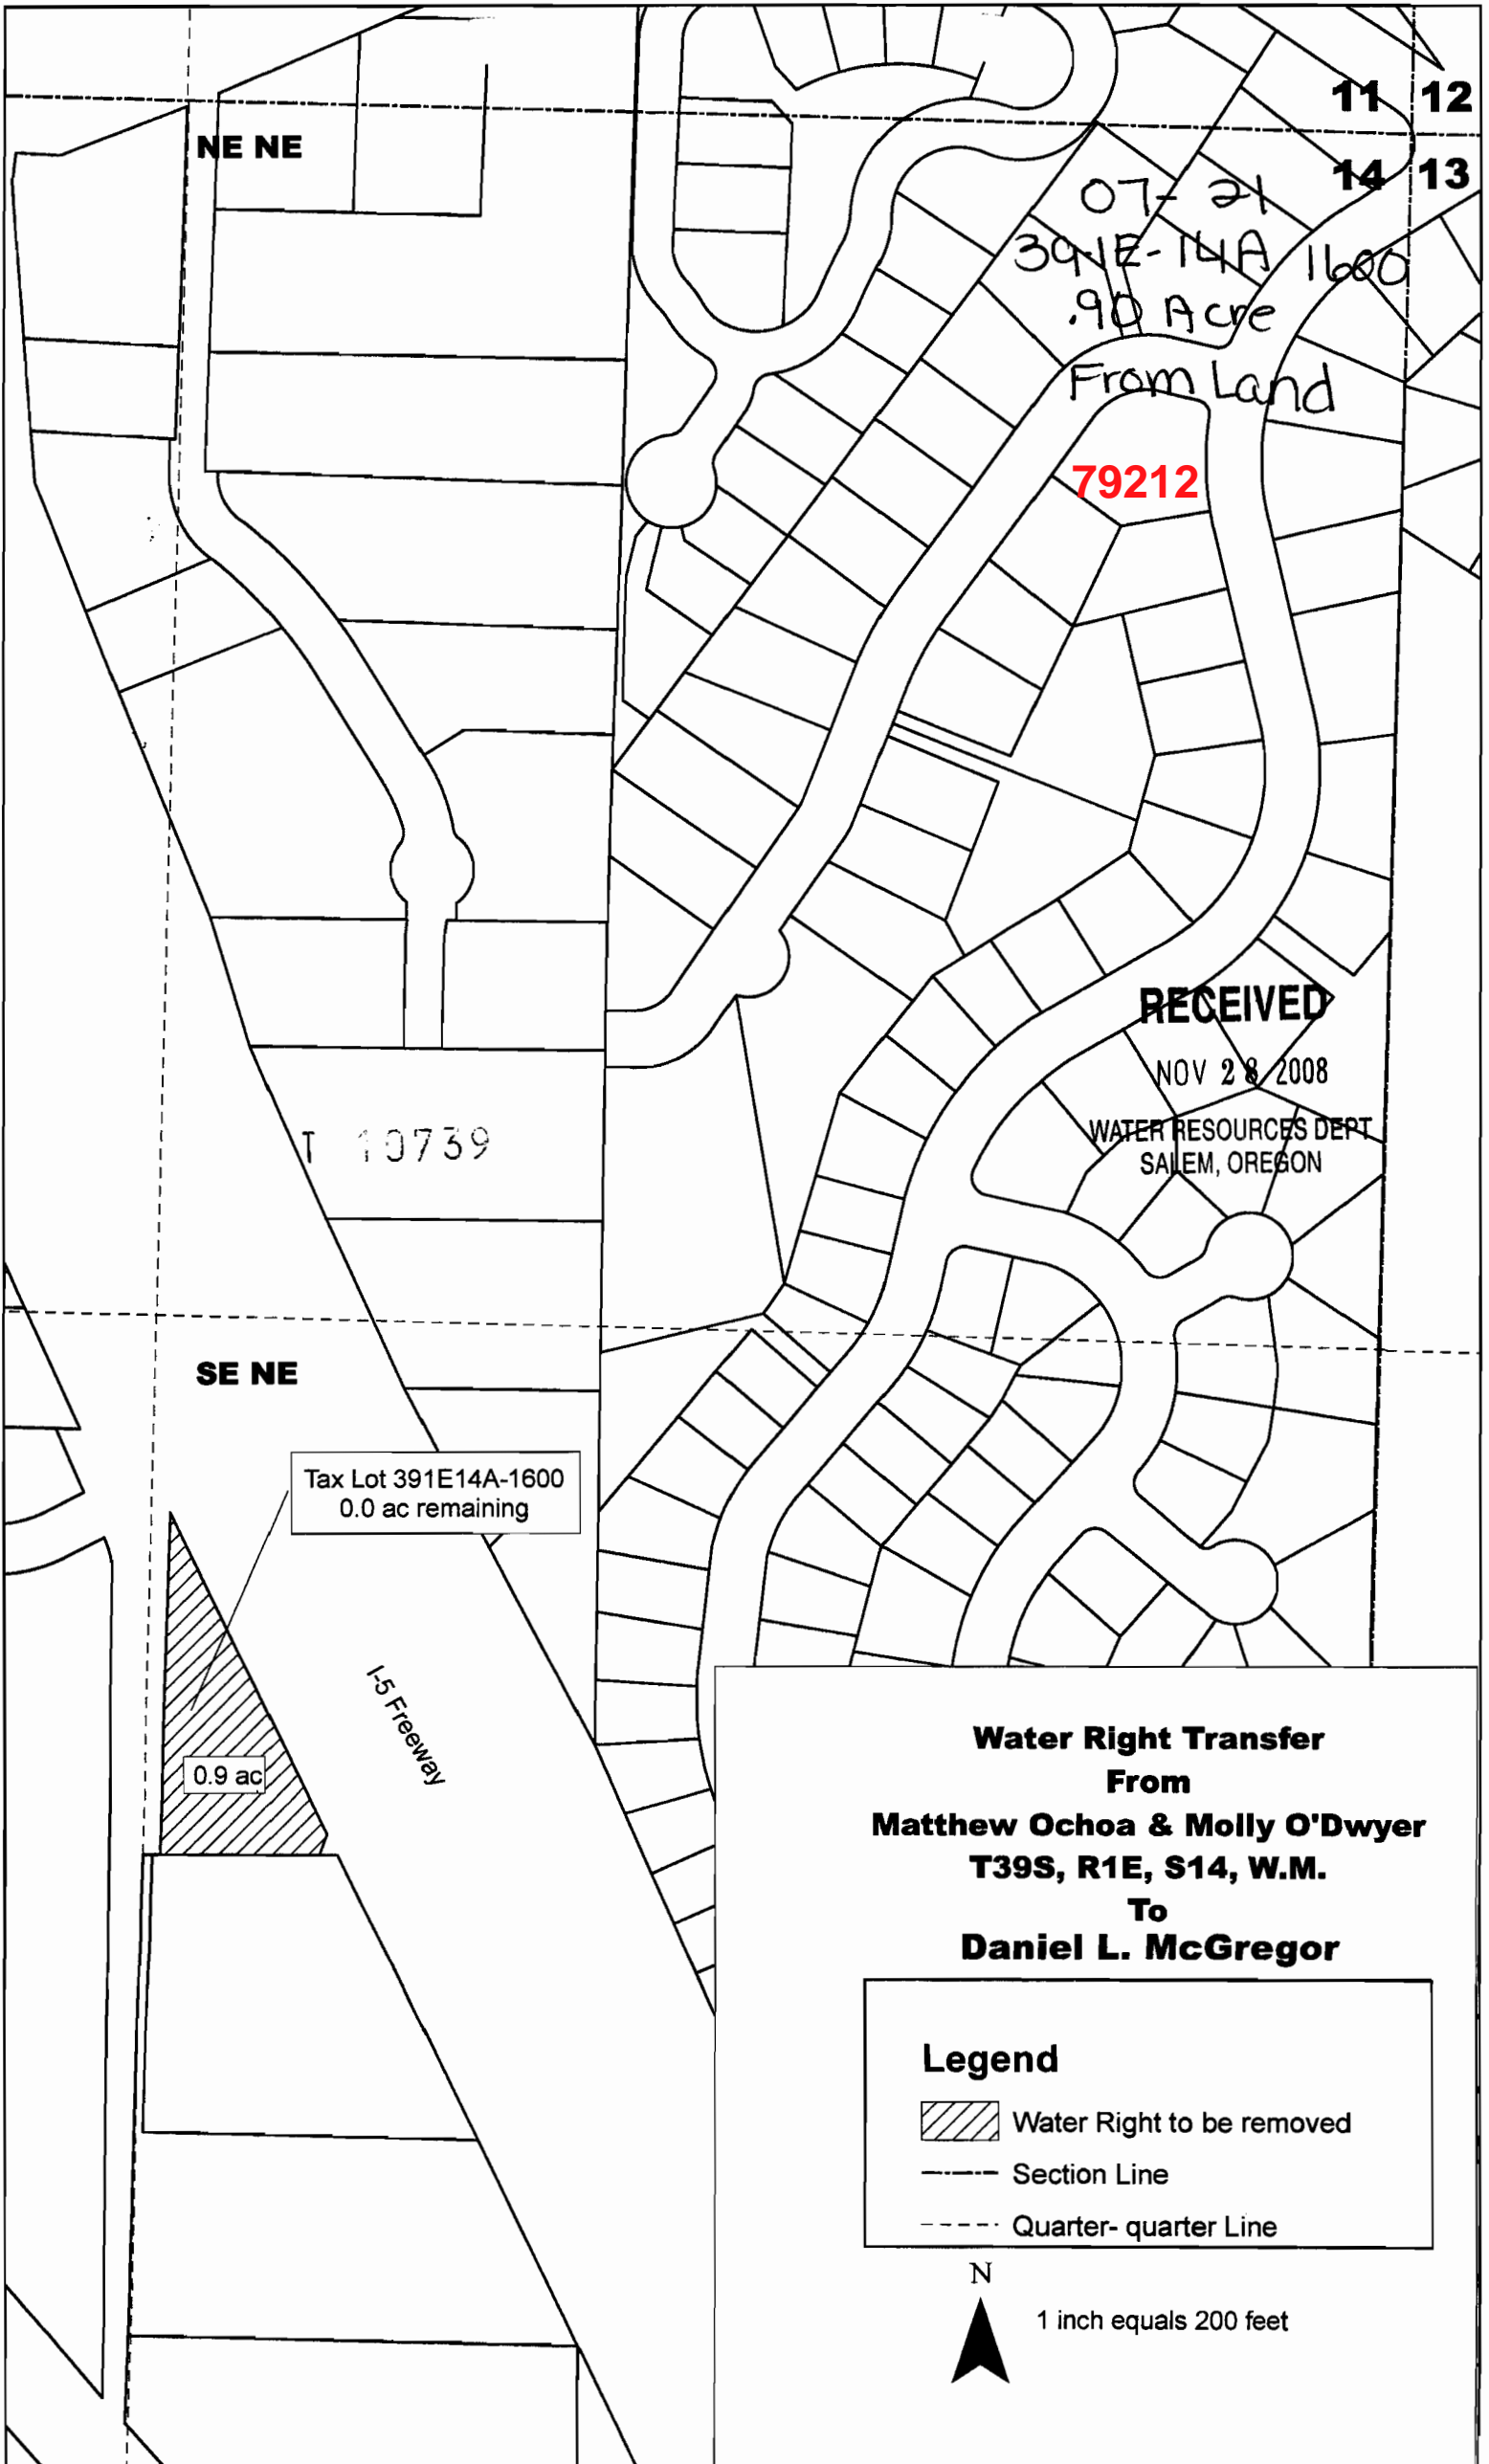 11 12
NE NE
14 13
07-21
391E-14A 1600
.90 Acre
From Land
79212
RECEIVED
NOV 28 2008
WATER RESOURCES DEPT
SALEM, OREGON
T 10739
SE NE
Tax Lot 391E14A-1600
0.0 ac remaining
I-5 Freeway
0.9 ac
Water Right Transfer
From
Matthew Ochoa & Molly O'Dwyer
T39S, R1E, S14, W.M.
To
Daniel L. McGregor
Legend
Water Right to be removed
Section Line
Quarter- quarter Line
N
1 inch equals 200 feet